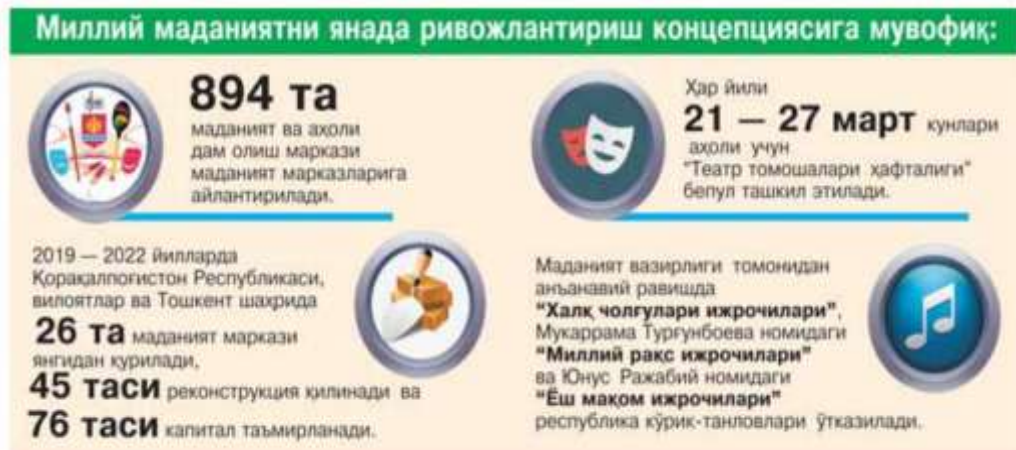 Миллий маданиятни янада ривожлантириш концепциясига мувофиқ:
894 та
маданият ва аҳоли
дам олиш маркази
маданият марказларига
айлантирилади.
Ҳар йили
21 — 27 март кунлари
аҳоли учун
"Театр томошалари ҳафталиги"
бепул ташкил этилади.
2019 — 2022 йилларда
Қорақалпоғистон Республикаси,
вилоятлар ва Тошкент шаҳрида
26 та маданият маркази
янгидан қурилади,
45 таси реконструкция қилинади ва
76 таси капитал таъмирланади.
Маданият вазирлиги томонидан
анъанавий равишда
"Халқ чолғулари ижрочилари",
Мукаррама Турғунбоева номидаги
"Миллий рақс ижрочилари"
ва Юнус Ражабий номидаги
"Ёш мақом ижрочилари"
республика кўрик-танловлари ўтказилади.